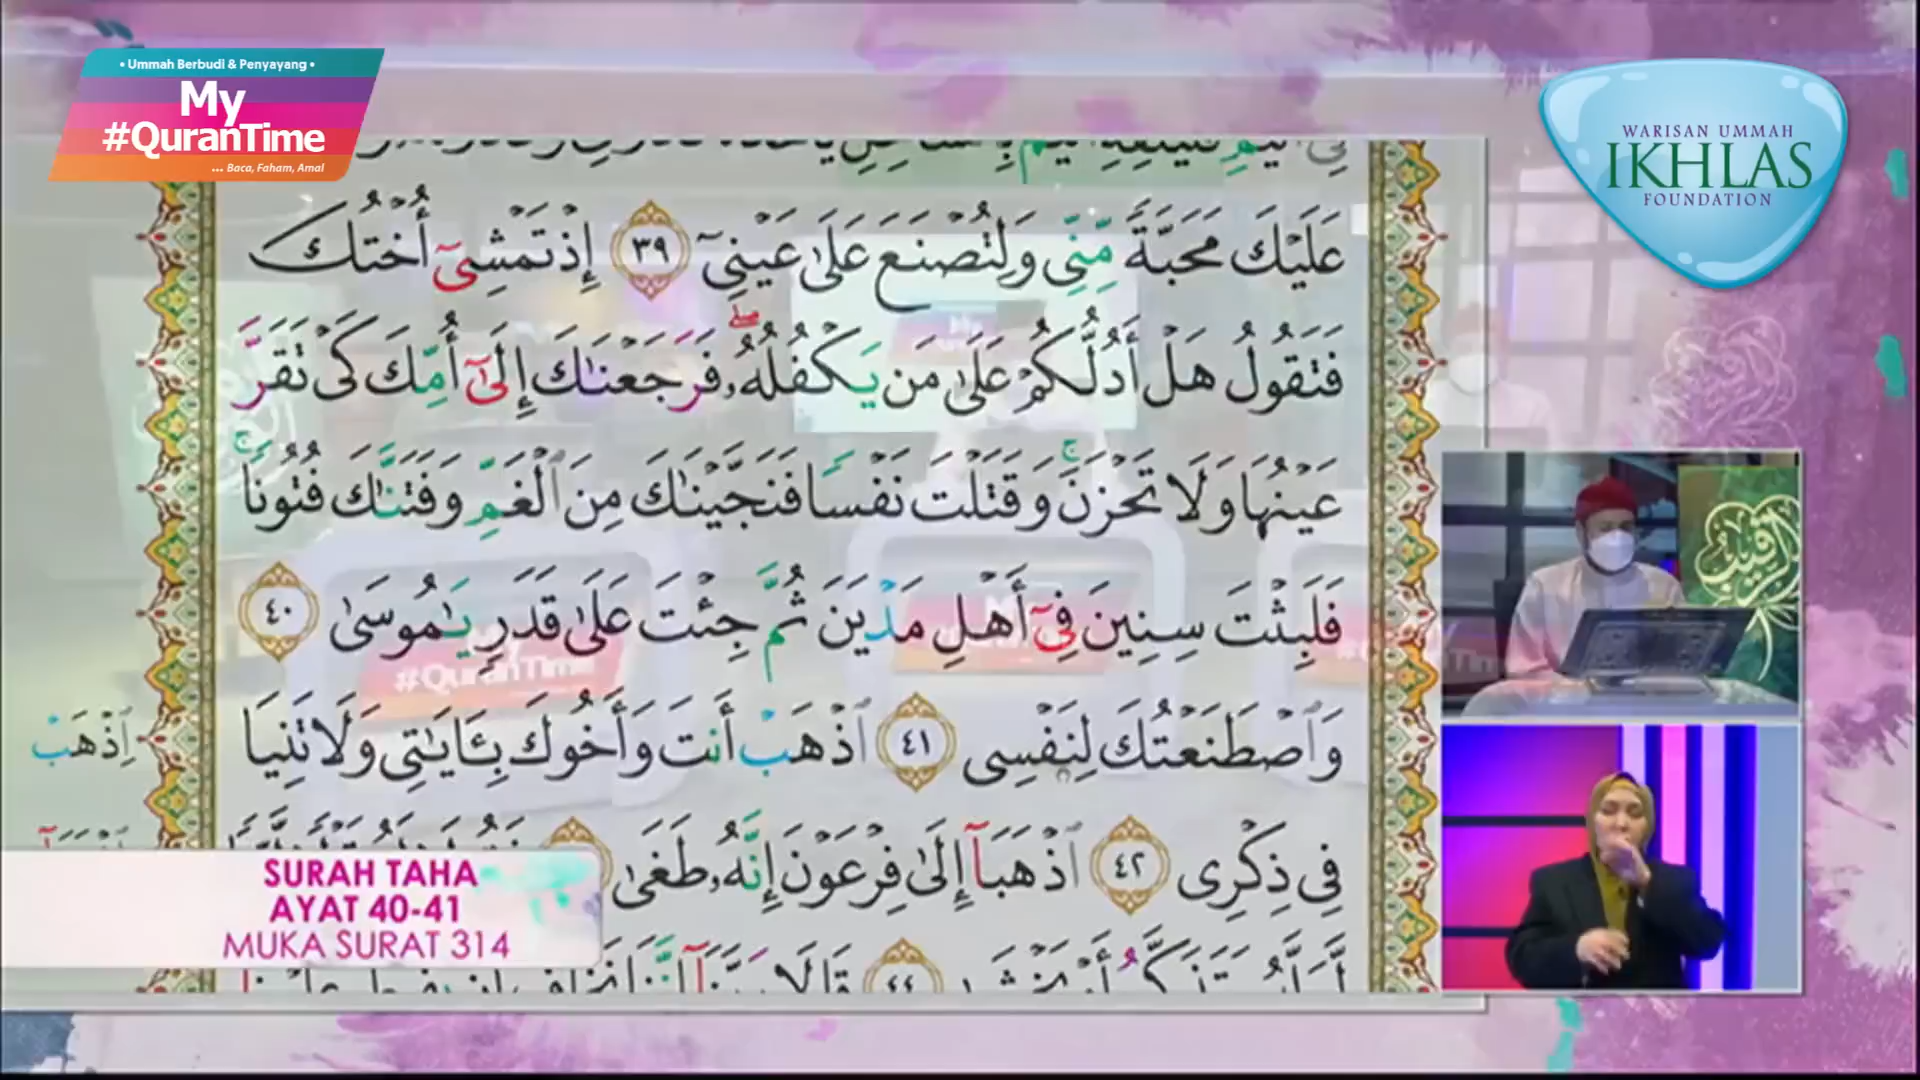 • Ummah Berbudi & Penyayang •
My
#QuranTime
... Baca, Faham, Amal
WARISAN UMMAH
IKHLAS
FOUNDATION
عَلَيْكَ مَحَبَّةً مِّنِّى وَلِتُصْنَعَ عَلَىٰ عَيْنِىٓ ٣٩ إِذْ تَمْشِىٓ أُخْتُكَ
فَتَقُولُ هَلْ أَدُلُّكُمْ عَلَىٰ مَن يَكْفُلُهُۥ ۖ فَرَجَعْنَـٰكَ إِلَىٰٓ أُمِّكَ كَىْ تَقَرَّ
عَيْنُهَا وَلَا تَحْزَنَ ۚ وَقَتَلْتَ نَفْسًا فَنَجَّيْنَـٰكَ مِنَ ٱلْغَمِّ وَفَتَنَّـٰكَ فُتُونًا ۚ
فَلَبِثْتَ سِنِينَ فِىٓ أَهْلِ مَدْيَنَ ثُمَّ جِئْتَ عَلَىٰ قَدَرٍ يَـٰمُوسَىٰ ٤٠
وَٱصْطَنَعْتُكَ لِنَفْسِى ٤١ ٱذْهَبْ أَنتَ وَأَخُوكَ بِـَٔايَـٰتِى وَلَا تَنِيَا
اِذْهَبْ
فِى ذِكْرِى ٤٢ ٱذْهَبَآ إِلَىٰ فِرْعَوْنَ إِنَّهُۥ طَغَىٰ
SURAH TAHA
AYAT 40-41
MUKA SURAT 314
٤٤